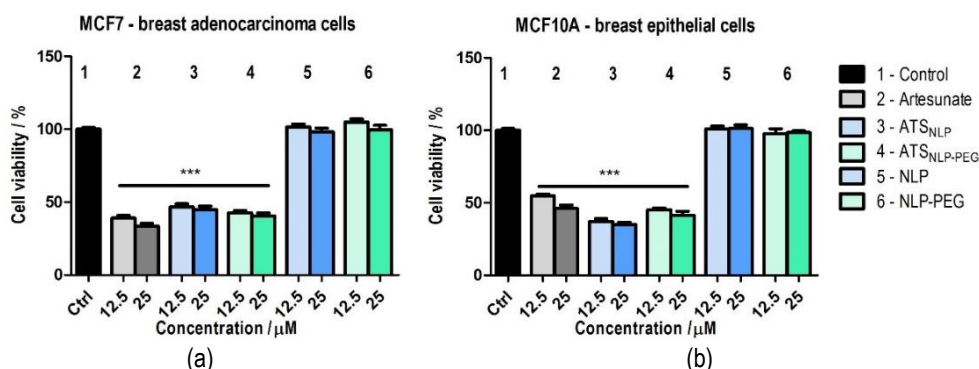 MCF7 - breast adenocarcinoma cells
150
100
50
0
Cell viability / %
1 2 3 4 5 6
***
Ctrl 12.5 25 12.5 25 12.5 25 12.5 25 12.5 25
Concentration / μM
(a)
MCF10A - breast epithelial cells
150
100
50
0
Cell viability / %
1 2 3 4 5 6
***
Ctrl 12.5 25 12.5 25 12.5 25 12.5 25 12.5 25
Concentration / μM
(b)
1 - Control
2 - Artesunate
3 - ATSNLP
4 - ATSNLP-PEG
5 - NLP
6 - NLP-PEG